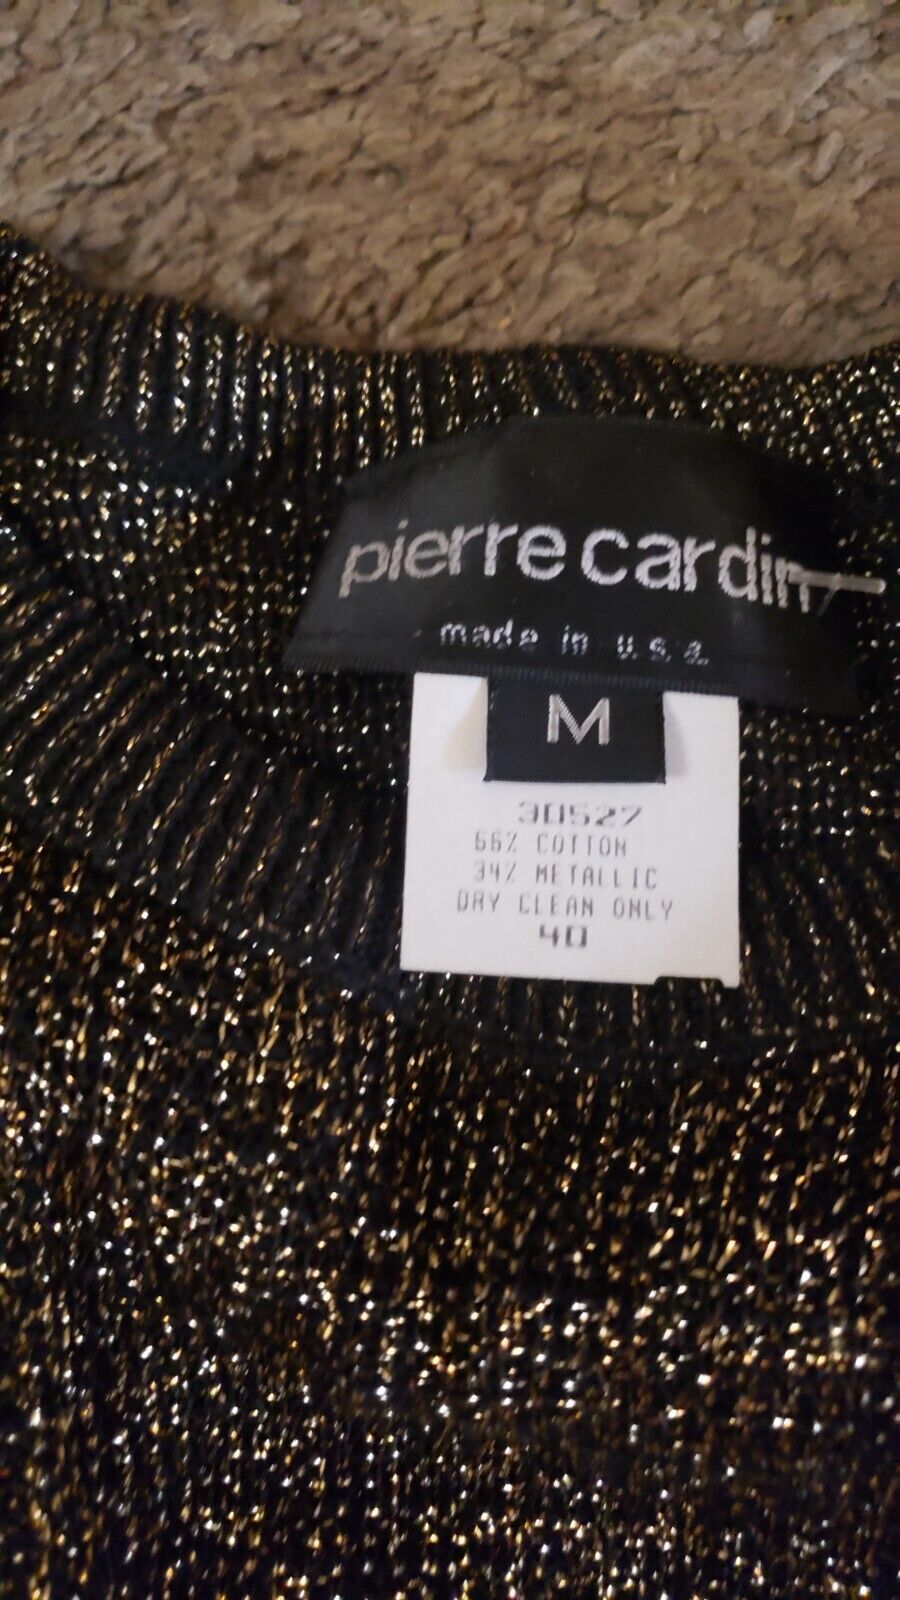 pierre cardin
made in u.s.a.
M
30527
66% COTTON
34% METALLIC
DRY CLEAN ONLY
40